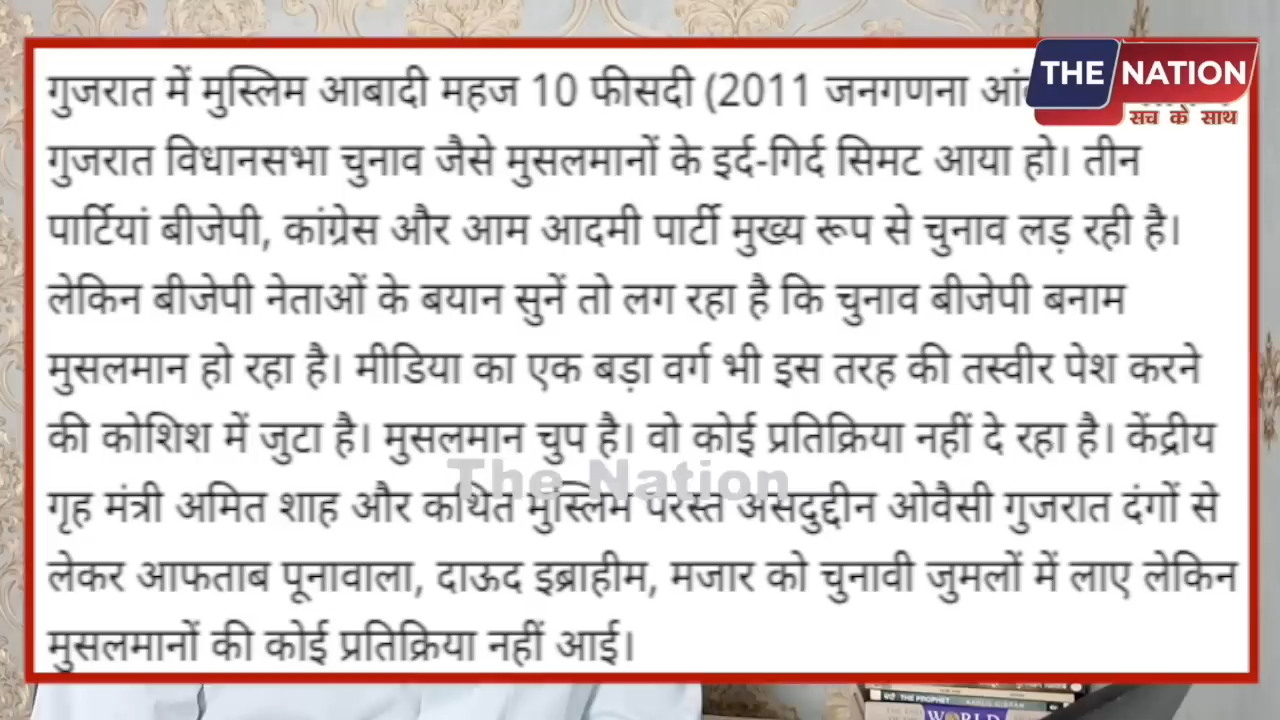 गुजरात में मुस्लिम आबादी महज 10 फीसदी (2011 जनगणना
THE NATION
सच के साथ
गुजरात विधानसभा चुनाव जैसे मुसलमानों के इर्द-गिर्द सिमट आया हो। तीन
पार्टियां बीजेपी, कांग्रेस और आम आदमी पार्टी मुख्य रूप से चुनाव लड़ रही है।
लेकिन बीजेपी नेताओं के बयान सुनें तो लग रहा है कि चुनाव बीजेपी बनाम
मुसलमान हो रहा है। मीडिया का एक बड़ा वर्ग भी इस तरह की तस्वीर पेश करने
की कोशिश में जुटा है। मुसलमान चुप है। वो कोई प्रतिक्रिया नहीं दे रहा है। केंद्रीय
The Nation
गृह मंत्री अमित शाह और कथित मुस्लिम परस्त असदुद्दीन ओवैसी गुजरात दंगों से
लेकर आफताब पूनावाला, दाऊद इब्राहीम, मजार को चुनावी जुमलों में लाए लेकिन
मुसलमानों की कोई प्रतिक्रिया नहीं आई।
THE PROPHET
WORLD